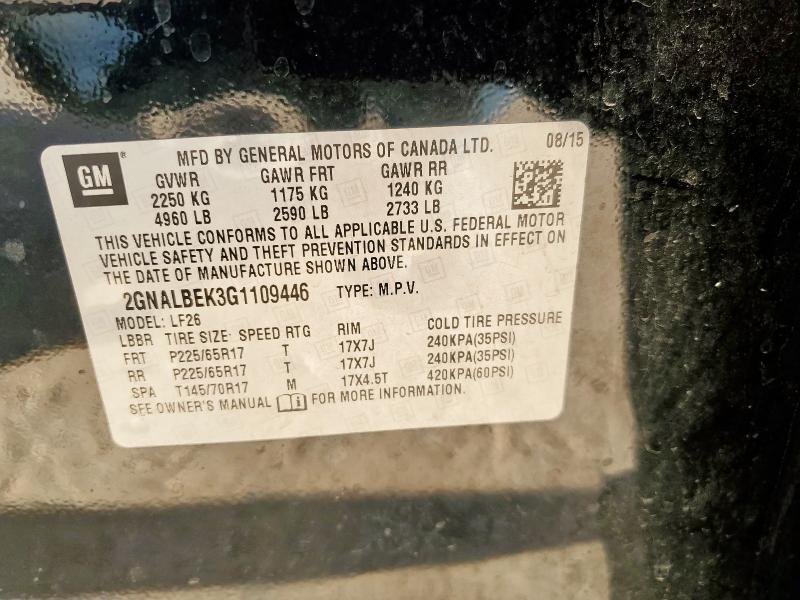 GM ® MFD BY GENERAL MOTORS OF CANADA LTD. 08/15
GVWR GAWR FRT GAWR RR
2250 KG 1175 KG 1240 KG
4960 LB 2590 LB 2733 LB
THIS VEHICLE CONFORMS TO ALL APPLICABLE U.S. FEDERAL MOTOR
VEHICLE SAFETY AND THEFT PREVENTION STANDARDS IN EFFECT ON
THE DATE OF MANUFACTURE SHOWN ABOVE.
2GNALBEK3G1109446 TYPE: M.P.V.
MODEL: LF26
LBBR TIRE SIZE: SPEED RTG RIM COLD TIRE PRESSURE
FRT P225/65R17 T 17X7J 240KPA(35PSI)
RR P225/65R17 T 17X7J 240KPA(35PSI)
SPA T145/70R17 M 17X4.5T 420KPA(60PSI)
SEE OWNER'S MANUAL i FOR MORE INFORMATION.